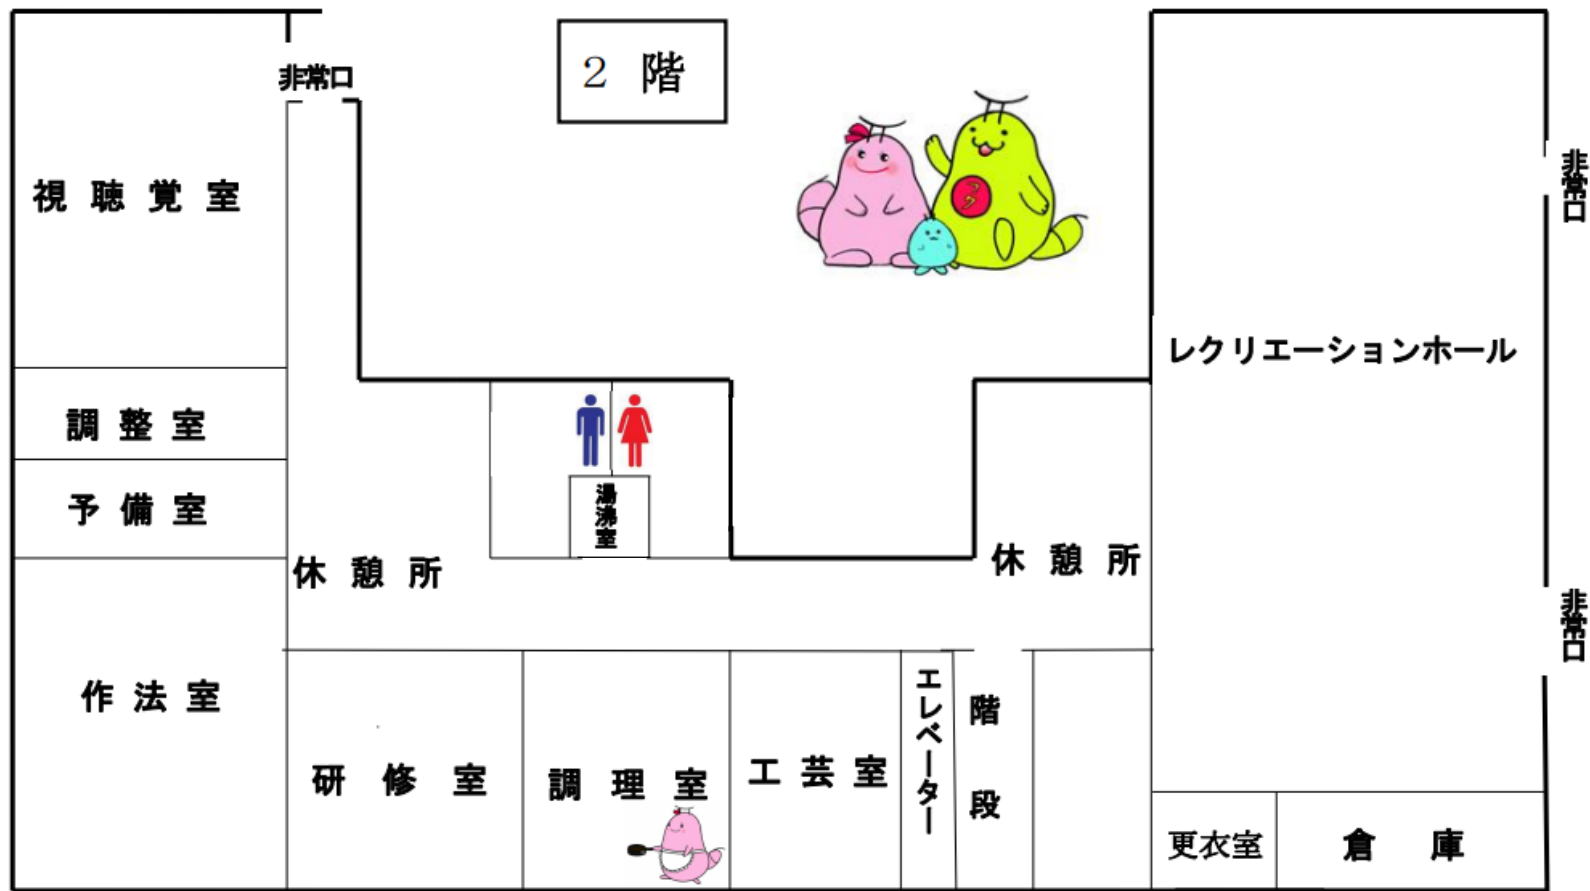 ２　階
非常口
視聴覚室
非常口
レクリエーションホール
調整室
予備室
湯沸室
休憩所
休憩所
非常口
作法室
研修室
調理室
工芸室
エレベーター
階段
更衣室
倉庫